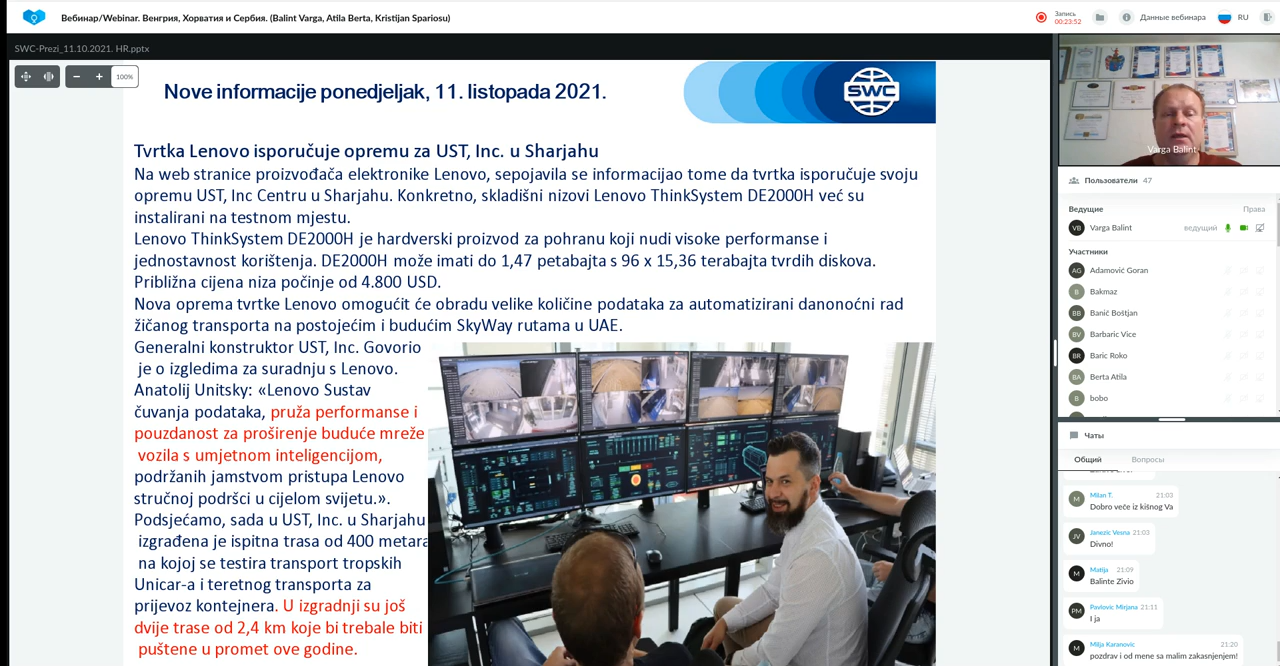 Вебинар/Webinar. Венгрия, Хорватия и Сербия. (Balint Varga, Atila Berta, Kristijan Spariosu)
Запись
00:23:52
Данные вебинара
RU
SWC-Prezi_11.10.2021. HR.pptx
100%
Nove informacije ponedjeljak, 11. listopada 2021.
SWC
Tvrtka Lenovo isporučuje opremu za UST, Inc. u Sharjahu
Na web stranice proizvođača elektronike Lenovo, sepojavila se informacijao tome da tvrtka isporučuje svoju
opremu UST, Inc Centru u Sharjahu. Konkretno, skladišni nizovi Lenovo ThinkSystem DE2000H već su
instalirani na testnom mjestu.
Lenovo ThinkSystem DE2000H je hardverski proizvod za pohranu koji nudi visoke performanse i
jednostavnost korištenja. DE2000H može imati do 1,47 petabajta s 96 x 15,36 terabajta tvrdih diskova.
Približna cijena niza počinje od 4.800 USD.
Nova oprema tvrtke Lenovo omogućit će obradu velike količine podataka za automatizirani danonoćni rad
žičanog transporta na postojećim i budućim SkyWay rutama u UAE.
Generalni konstruktor UST, Inc. Govorio
je o izgledima za suradnju s Lenovo.
Anatolij Unitsky: «Lenovo Sustav
čuvanja podataka, pruža performanse i
pouzdanost za proširenje buduće mreže
vozila s umjetnom inteligencijom,
podržanih jamstvom pristupa Lenovo
stručnoj podršci u cijelom svijetu.».
Podsjećamo, sada u UST, Inc. u Sharjahu
izgrađena je ispitna trasa od 400 metara
na kojoj se testira transport tropskih
Unicar-a i teretnog transporta za
prijevoz kontejnera. U izgradnji su još
dvije trase od 2,4 km koje bi trebale biti
puštene u promet ove godine.
Varga Balint
Пользователи 47
Ведущие Права
VB Varga Balint ведущий
Участники
AG Adamović Goran
B Bakmaz
BB Banič Boštjan
BV Barbaric Vice
BR Baric Roko
BA Berta Atila
B bobo
Чаты
Общий Вопросы
M Milan T. 21:03
Dobro veče iz kišnog Va
JV Janezic Vesna 21:03
Divno!
M Matija 21:09
Balinte Zivio
PM Pavlovic Mirjana 21:11
I ja
M Milja Karanovic 21:20
pozdrav i od mene sa malim zakasnjenjem!